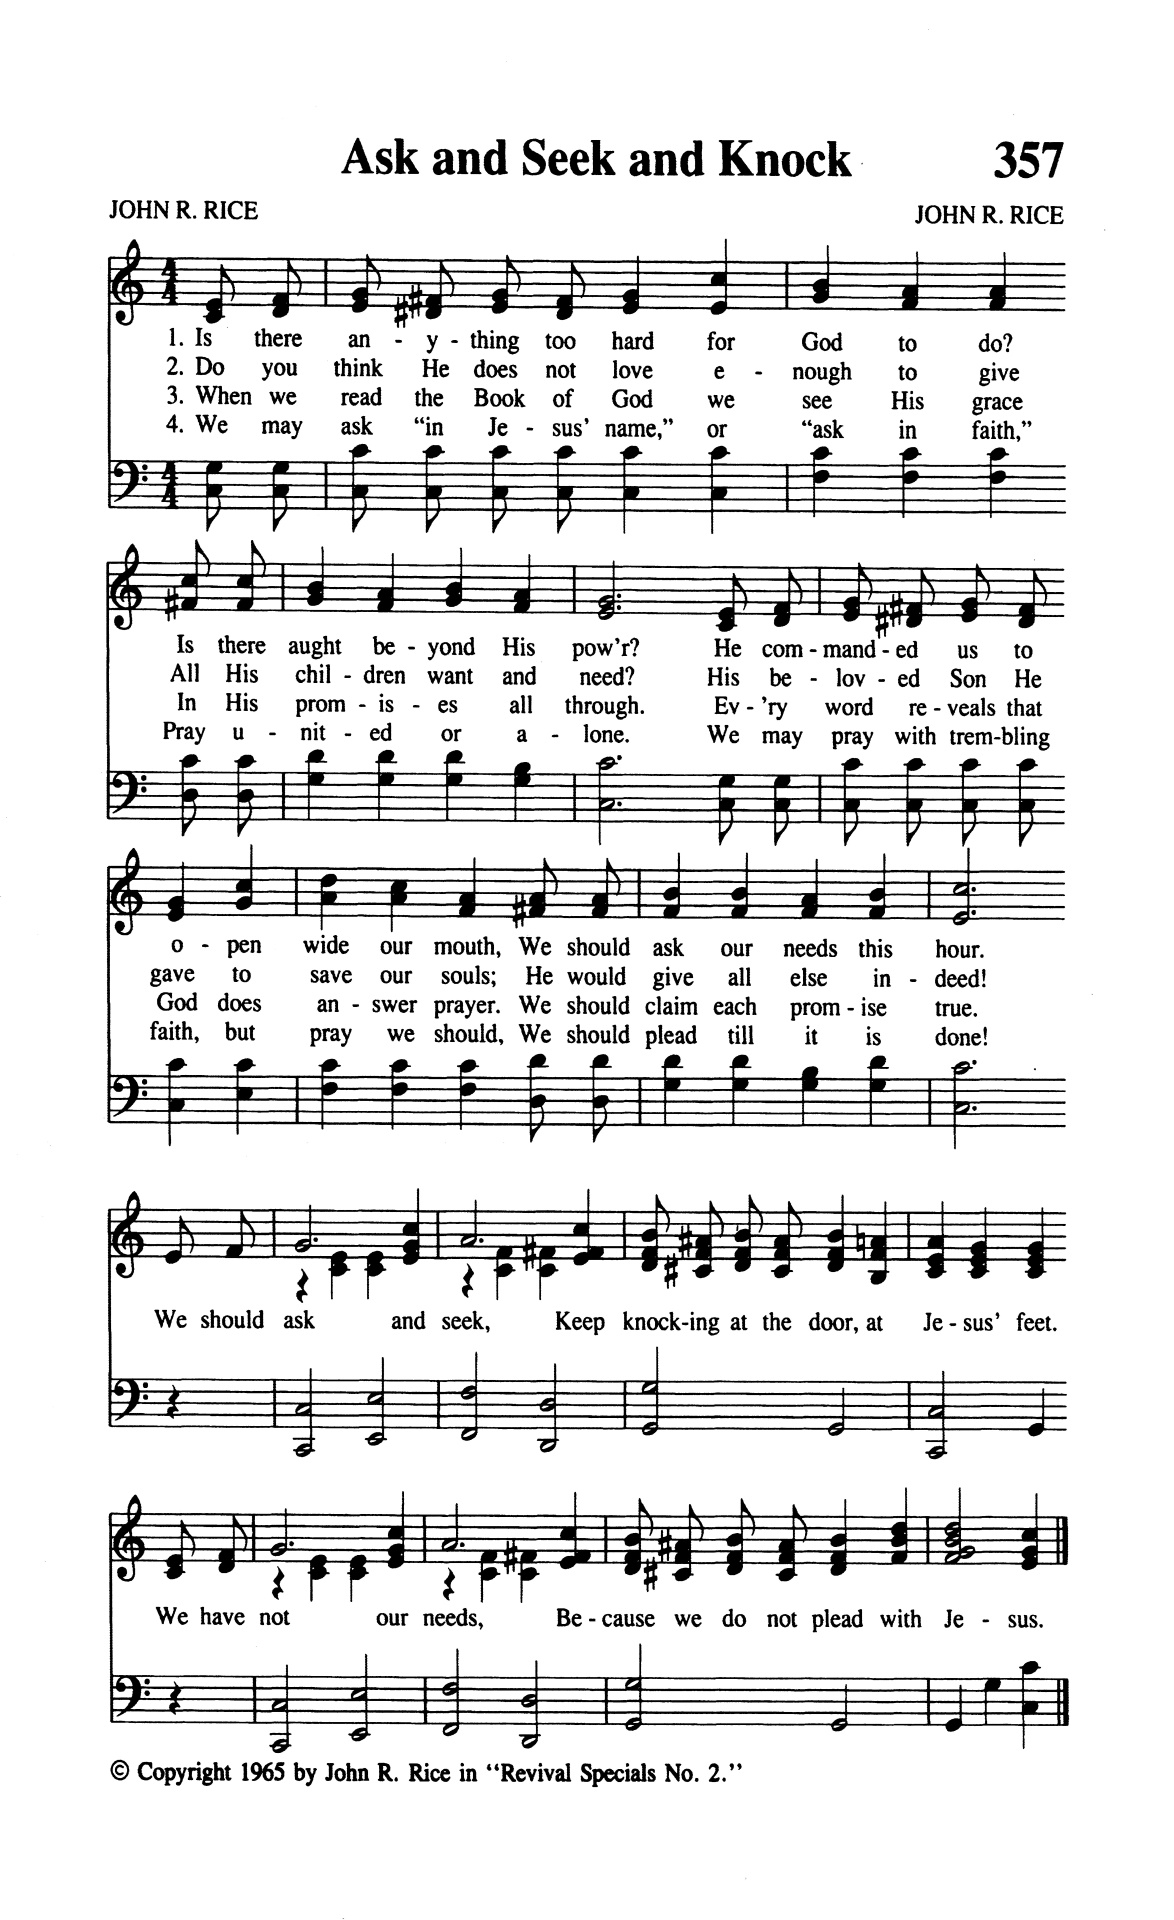 Ask and Seek and Knock 357
JOHN R. RICE JOHN R. RICE
1. Is there an - y - thing too hard for God to do?
2. Do you think He does not love e - nough to give
3. When we read the Book of God we see His grace
4. We may ask “in Je - sus’ name,” or “ask in faith,”
Is there aught be - yond His pow’r? He com - mand - ed us to
All His chil - dren want and need? His be - lov - ed Son He
In His prom - is - es all through. Ev - ’ry word re - veals that
Pray u - nit - ed or a - lone. We may pray with trem - bling
o - pen wide our mouth, We should ask our needs this hour.
gave to save our souls; He would give all else in - deed!
God does an - swer prayer. We should claim each prom - ise true.
faith, but pray we should, We should plead till it is done!
We should ask and seek, Keep knock - ing at the door, at Je - sus’ feet.
We have not our needs, Be - cause we do not plead with Je - sus.
© Copyright 1965 by John R. Rice in “Revival Specials No. 2.”